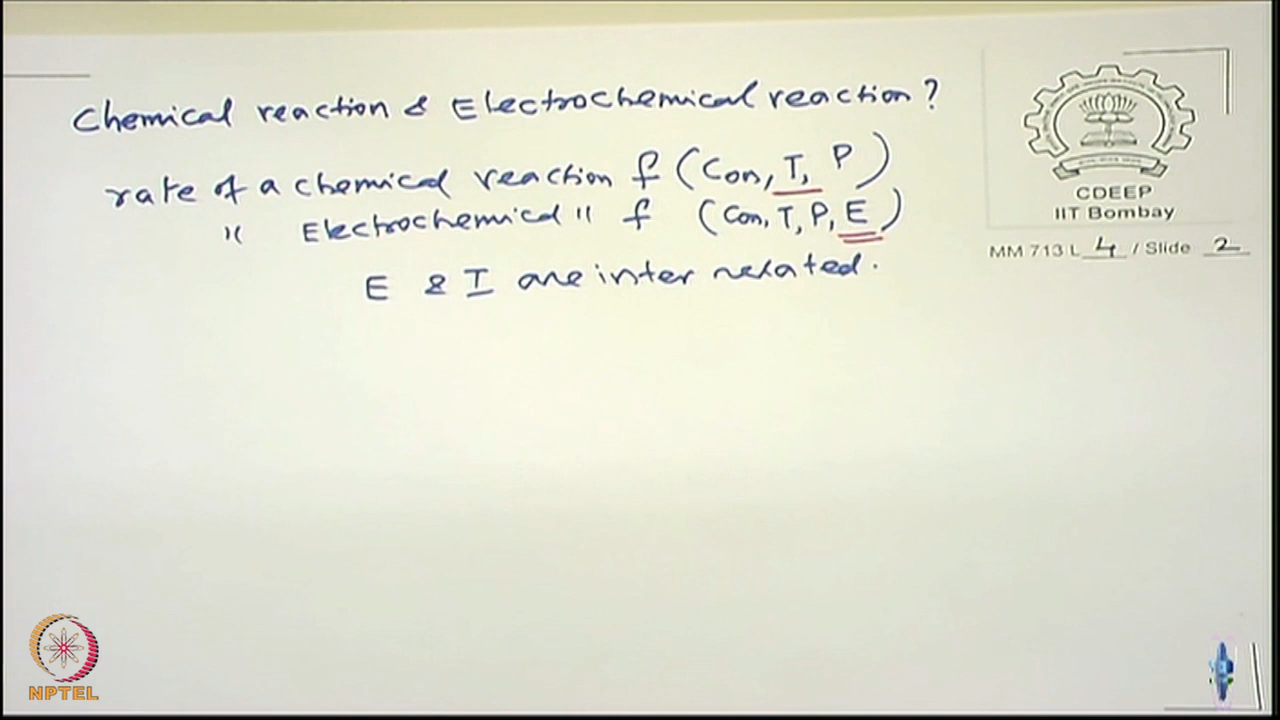 Chemical reaction & Electrochemical reaction?
rate of a chemical reaction f (Con, T, P)
" Electrochemical " f (Con, T, P, E)
E & I are inter related.
CDEEP
IIT Bombay
MM 713 L 4 / Slide 2
NPTEL